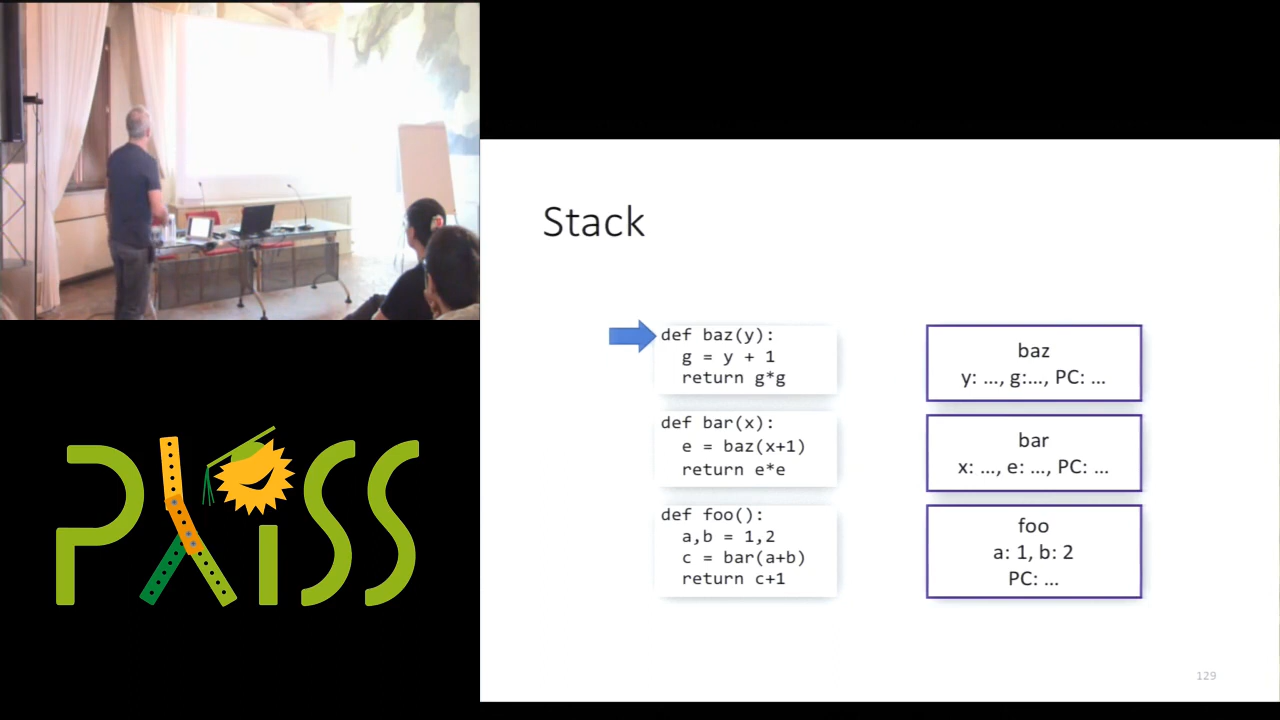 Stack
def baz(y):
g = y + 1
return g*g
def bar(x):
e = baz(x+1)
return e*e
def foo():
a,b = 1,2
c = bar(a+b)
return c+1
baz
y: ..., g:..., PC: ...
bar
x: ..., e: ..., PC: ...
foo
a: 1, b: 2
PC: ...
129
PLISS